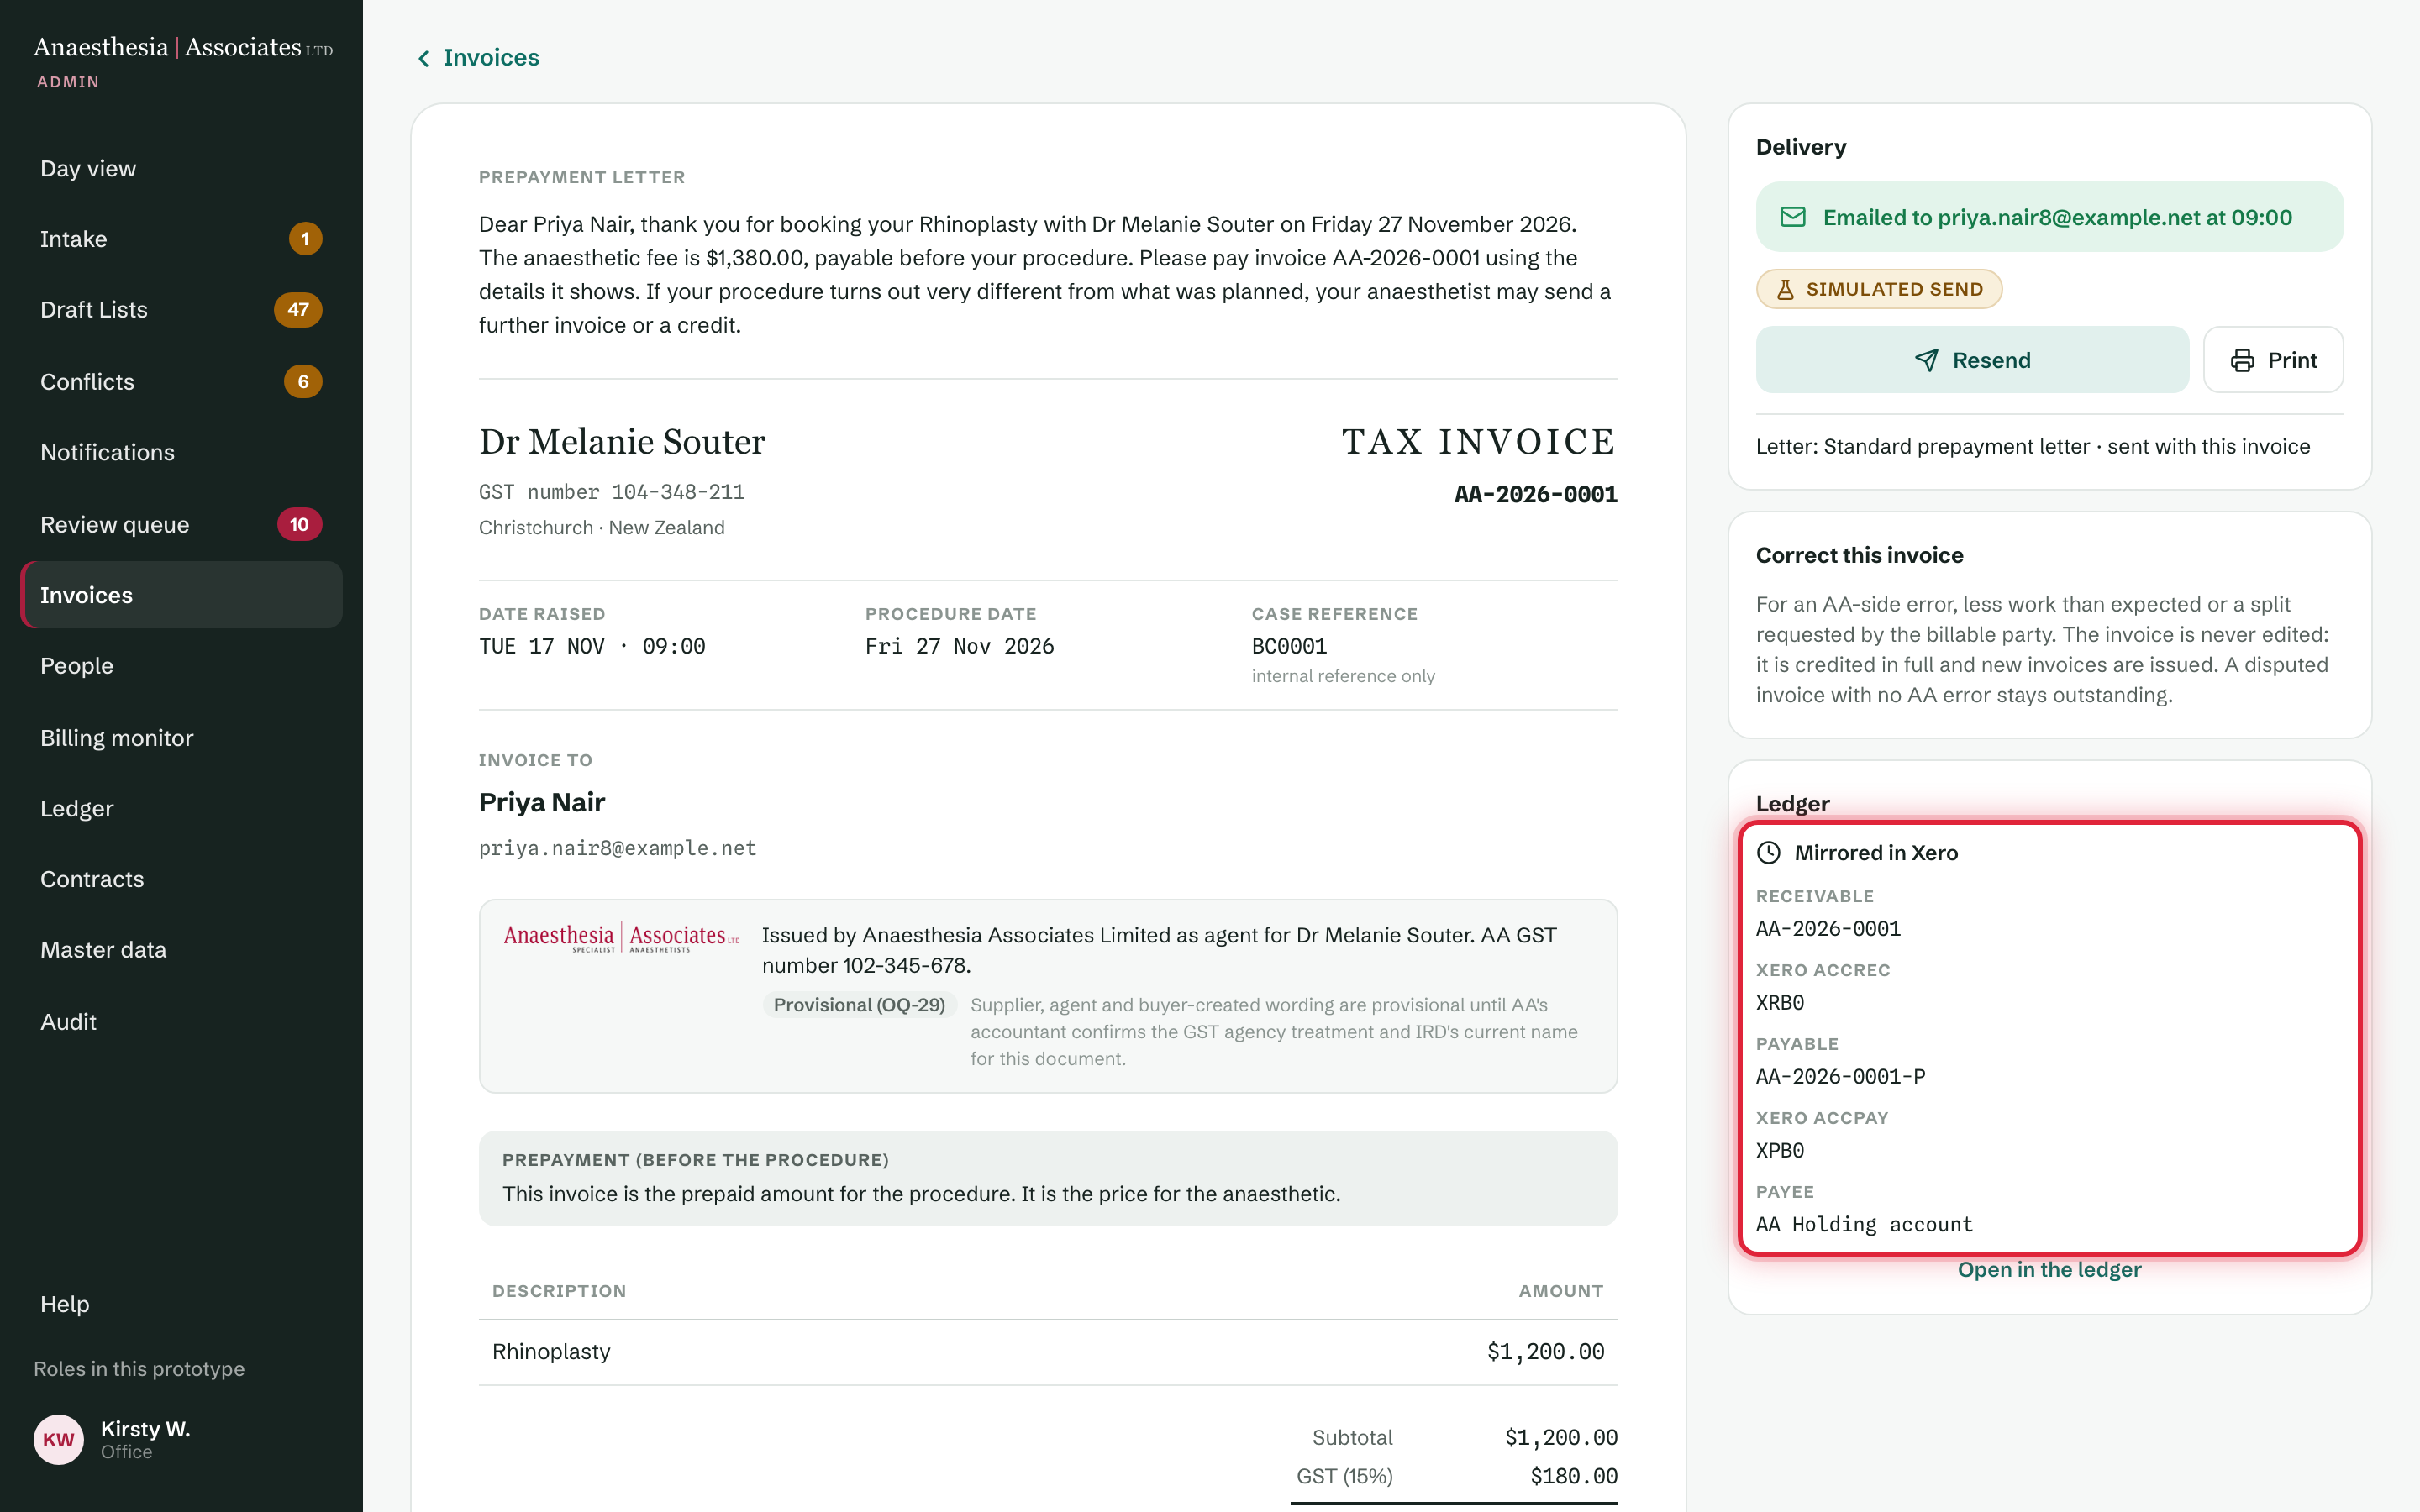 Anaesthesia | Associates LTD
ADMIN
Day view
Intake 1
Draft Lists 47
Conflicts 6
Notifications
Review queue 10
Invoices
People
Billing monitor
Ledger
Contracts
Master data
Audit
Help
Roles in this prototype
KW
Kirsty W.
Office
Invoices
PREPAYMENT LETTER
Dear Priya Nair, thank you for booking your Rhinoplasty with Dr Melanie Souter on Friday 27 November 2026.
The anaesthetic fee is $1,380.00, payable before your procedure. Please pay invoice AA-2026-0001 using the
details it shows. If your procedure turns out very different from what was planned, your anaesthetist may send a
further invoice or a credit.
Dr Melanie Souter
TAX INVOICE
GST number 104-348-211
AA-2026-0001
Christchurch · New Zealand
DATE RAISED
TUE 17 NOV · 09:00
PROCEDURE DATE
Fri 27 Nov 2026
CASE REFERENCE
BC0001
internal reference only
INVOICE TO
Priya Nair
priya.nair8@example.net
Anaesthesia | Associates LTD
SPECIALIST ANAESTHETISTS
Issued by Anaesthesia Associates Limited as agent for Dr Melanie Souter. AA GST
number 102-345-678.
Provisional (OQ-29)
Supplier, agent and buyer-created wording are provisional until AA's
accountant confirms the GST agency treatment and IRD's current name
for this document.
PREPAYMENT (BEFORE THE PROCEDURE)
This invoice is the prepaid amount for the procedure. It is the price for the anaesthetic.
DESCRIPTION AMOUNT
Rhinoplasty $1,200.00
Subtotal $1,200.00
GST (15%) $180.00
Delivery
Emailed to priya.nair8@example.net at 09:00
SIMULATED SEND
Resend
Print
Letter: Standard prepayment letter · sent with this invoice
Correct this invoice
For an AA-side error, less work than expected or a split
requested by the billable party. The invoice is never edited:
it is credited in full and new invoices are issued. A disputed
invoice with no AA error stays outstanding.
Ledger
Mirrored in Xero
RECEIVABLE
AA-2026-0001
XERO ACCREC
XRB0
PAYABLE
AA-2026-0001-P
XERO ACCPAY
XPB0
PAYEE
AA Holding account
Open in the ledger